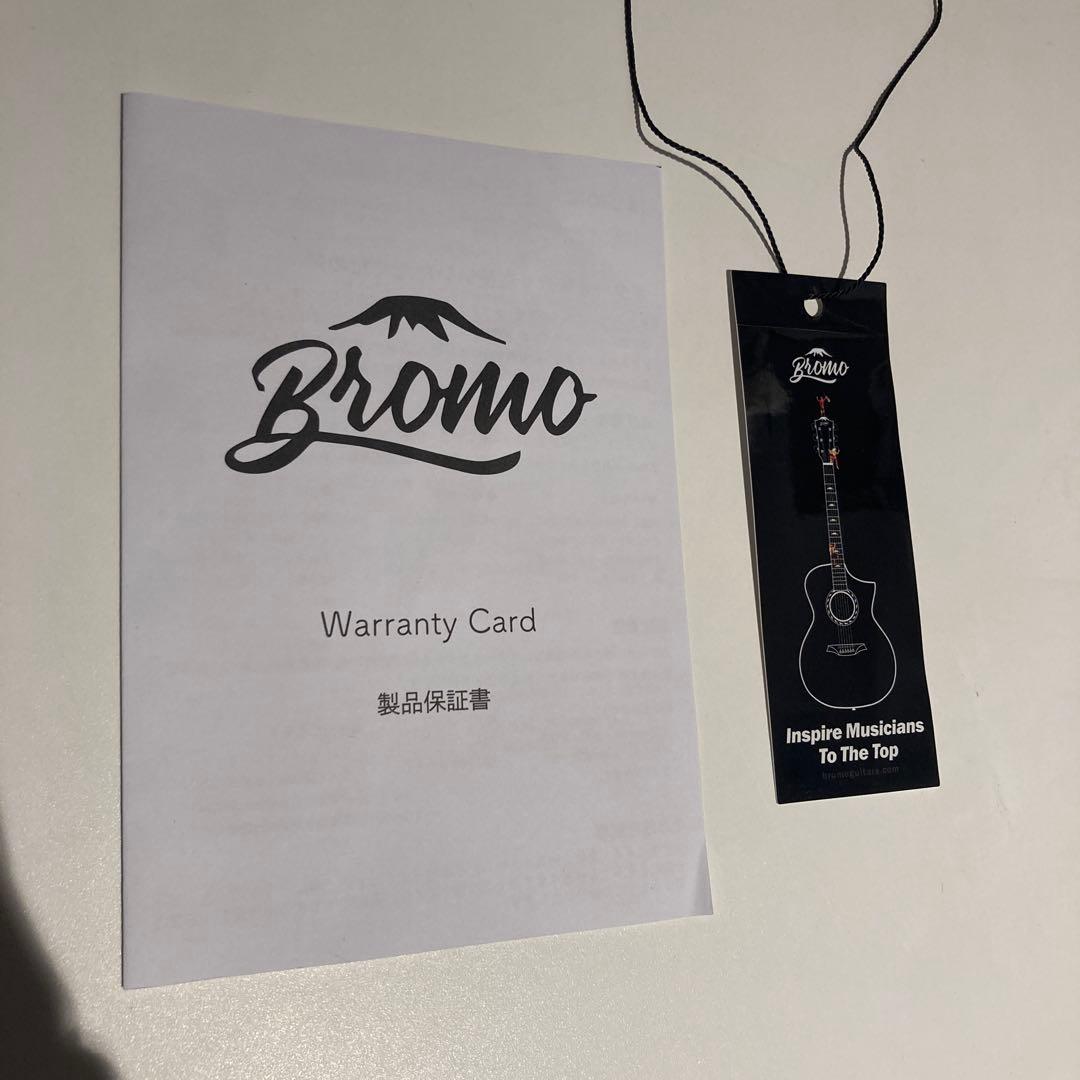 Bromo
Warranty Card
製品保証書
Bromo
Inspire Musicians
To The Top
bromoguitars.com